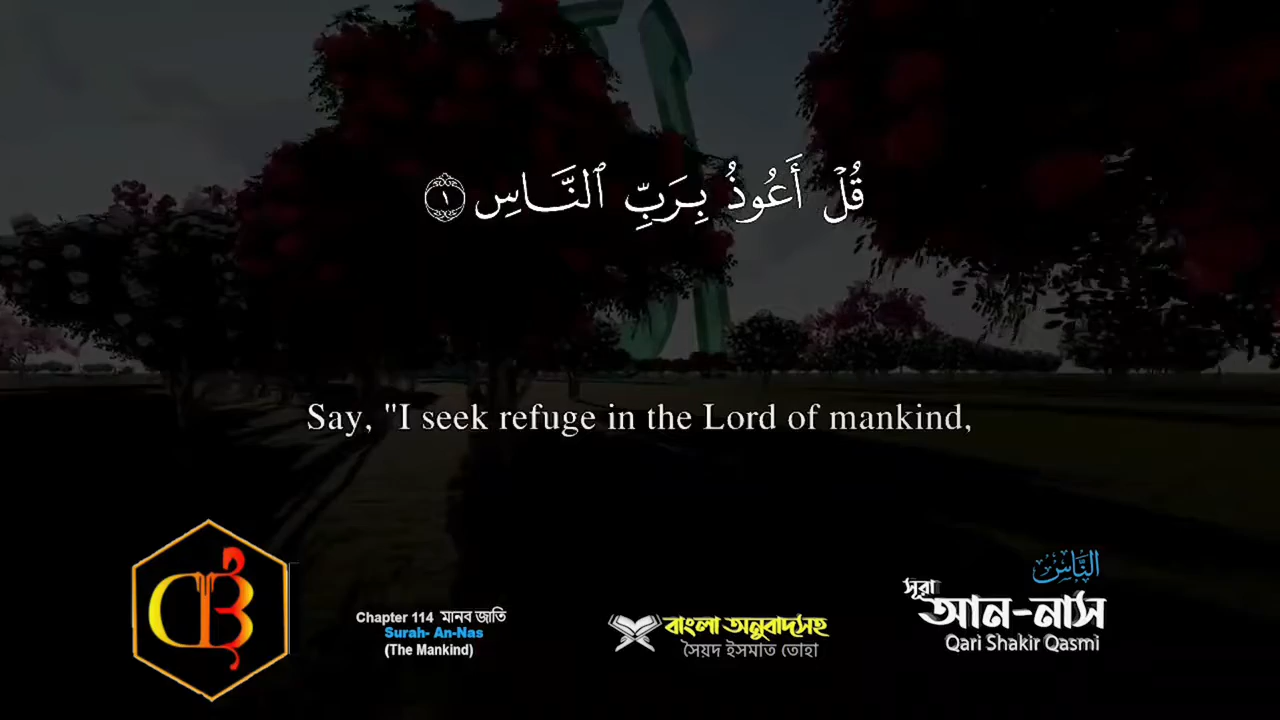 قُلْ أَعُوذُ بِرَبِّ ٱلنَّاسِ ١
Say, "I seek refuge in the Lord of mankind,
Chapter 114 মানব জাতি
Surah- An-Nas
(The Mankind)
বাংলা অনুবাদসহ
সৈয়দ ইসমাত তোহা
النَّاس
সূরা
আন-নাস
Qari Shakir Qasmi